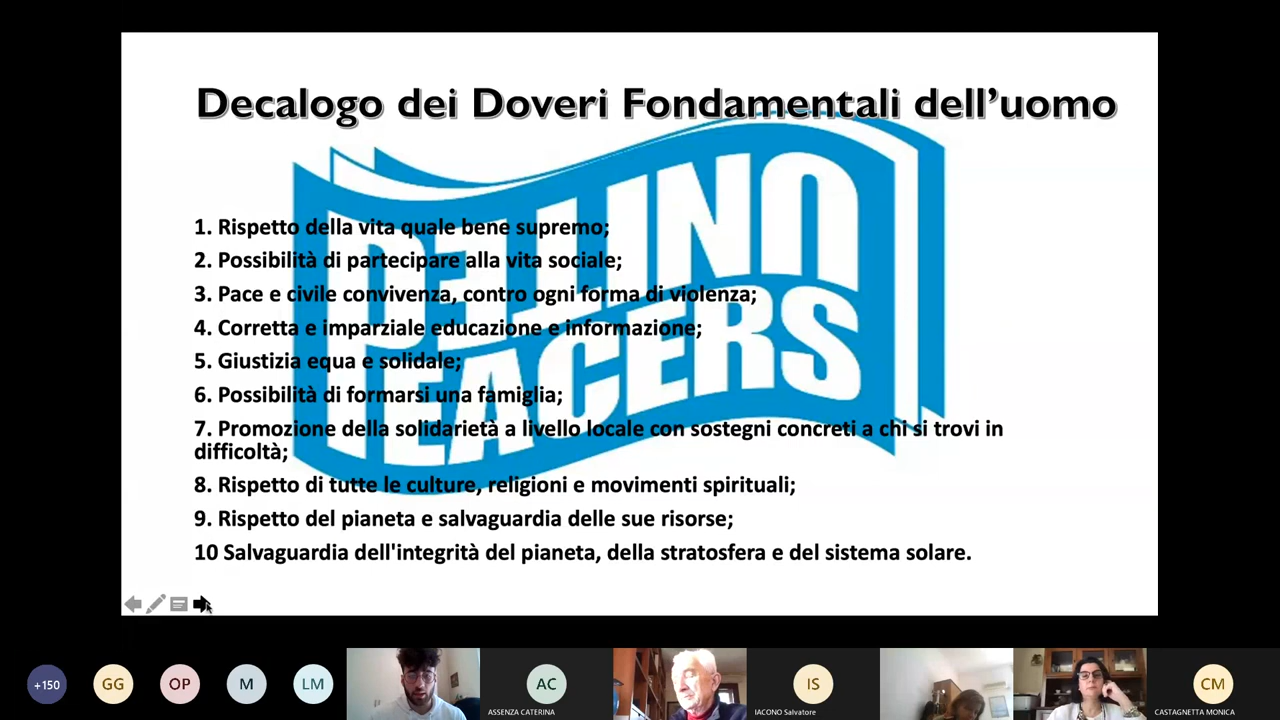 Decalogo dei Doveri Fondamentali dell’uomo
PELLINO
PEACERS
1. Rispetto della vita quale bene supremo;
2. Possibilità di partecipare alla vita sociale;
3. Pace e civile convivenza, contro ogni forma di violenza;
4. Corretta e imparziale educazione e informazione;
5. Giustizia equa e solidale;
6. Possibilità di formarsi una famiglia;
7. Promozione della solidarietà a livello locale con sostegni concreti a chi si trovi in
difficoltà;
8. Rispetto di tutte le culture, religioni e movimenti spirituali;
9. Rispetto del pianeta e salvaguardia delle sue risorse;
10 Salvaguardia dell'integrità del pianeta, della stratosfera e del sistema solare.
+150
GG
OP
M
LM
AC
ASSENZA CATERINA
IS
IACONO Salvatore
CM
CASTAGNETTA MONICA